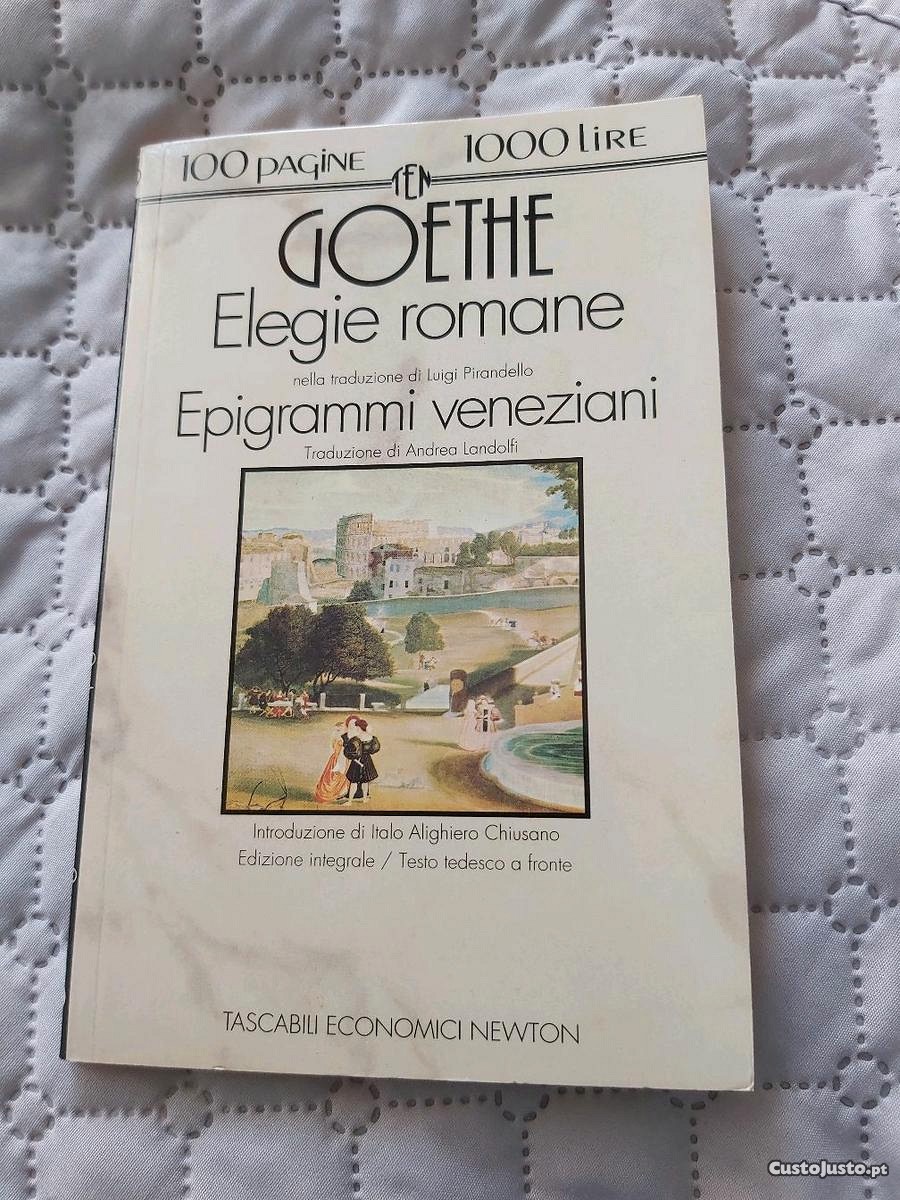 100 PAGINE 1000 LIRE
TEN
GOETHE
Elegie romane
nella traduzione di Luigi Pirandello
Epigrammi veneziani
Traduzione di Andrea Landolfi
Introduzione di Italo Alighiero Chiusano
Edizione integrale / Testo tedesco a fronte
TASCABILI ECONOMICI NEWTON
CustoJusto.pt